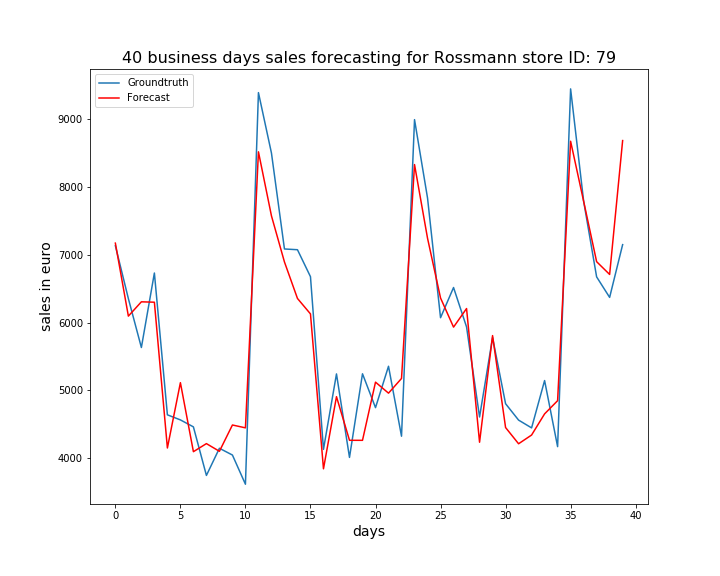 40 business days sales forecasting for Rossmann store ID: 79
Groundtruth
Forecast
sales in euro
9000
8000
7000
6000
5000
4000
0 5 10 15 20 25 30 35 40
days